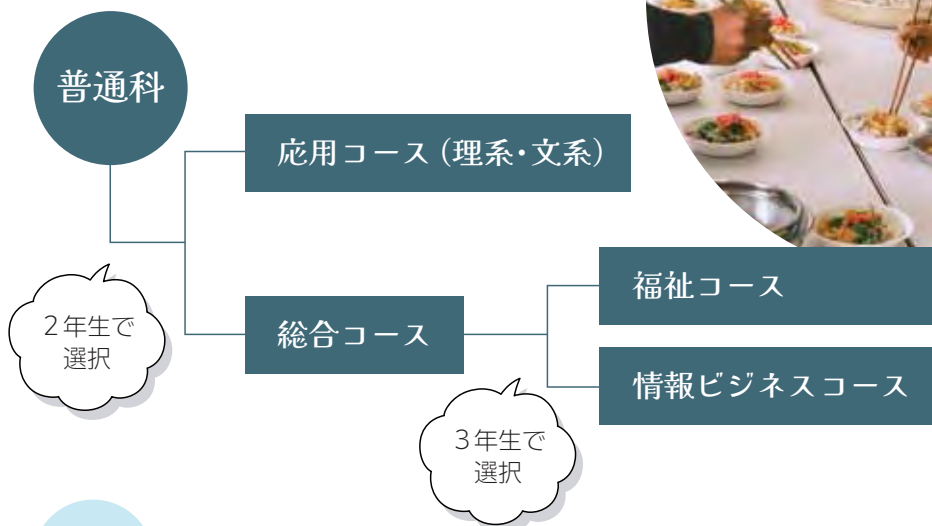 普通科
応用コース（理系・文系）
２年生で
選択
総合コース
福祉コース
情報ビジネスコース
３年生で
選択